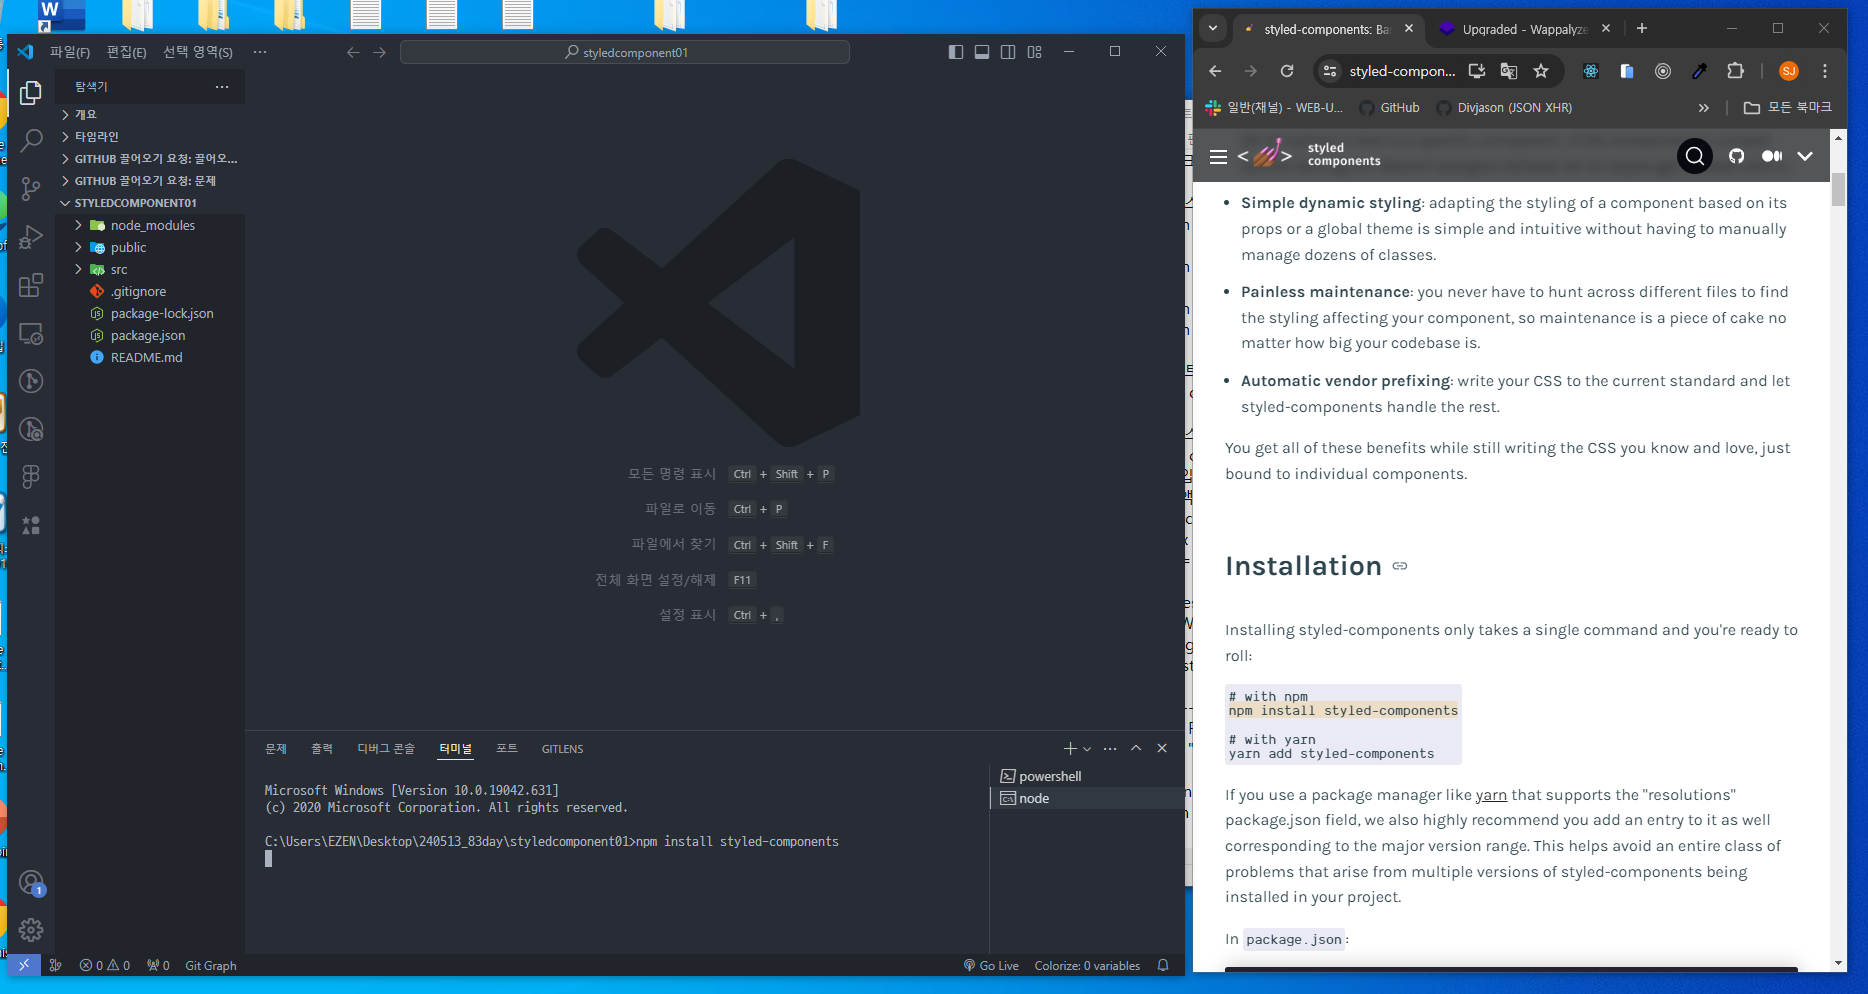 파일(F) 편집(E) 선택 영역(S) ···
styledcomponent01
탐색기
개요
타임라인
GITHUB 끌어오기 요청: 끌어오...
GITHUB 끌어오기 요청: 문제
STYLEDCOMPONENT01
node_modules
public
src
.gitignore
package-lock.json
package.json
README.md
모든 명령 표시 Ctrl + Shift + P
파일로 이동 Ctrl + P
파일에서 찾기 Ctrl + Shift + F
전체 화면 설정/해제 F11
설정 표시 Ctrl + ,
문제 출력 디버그 콘솔 터미널 포트 GITLENS
powershell
node
Microsoft Windows [Version 10.0.19042.631]
(c) 2020 Microsoft Corporation. All rights reserved.
C:\Users\EZEN\Desktop\240513_83day\styledcomponent01>npm install styled-components
1
0 0 0 Git Graph
Go Live Colorize: 0 variables
styled-components: Ba
Upgraded - Wappalyze
styled-compon...
SJ
일반(채널) - WEB-U... GitHub Divjason (JSON XHR) » 모든 북마크
styled
components
• Simple dynamic styling: adapting the styling of a component based on its
props or a global theme is simple and intuitive without having to manually
manage dozens of classes.
• Painless maintenance: you never have to hunt across different files to find
the styling affecting your component, so maintenance is a piece of cake no
matter how big your codebase is.
• Automatic vendor prefixing: write your CSS to the current standard and let
styled-components handle the rest.
You get all of these benefits while still writing the CSS you know and love, just
bound to individual components.
Installation
Installing styled-components only takes a single command and you're ready to
roll:
# with npm
npm install styled-components
# with yarn
yarn add styled-components
If you use a package manager like yarn that supports the "resolutions"
package.json field, we also highly recommend you add an entry to it as well
corresponding to the major version range. This helps avoid an entire class of
problems that arise from multiple versions of styled-components being
installed in your project.
In package.json: